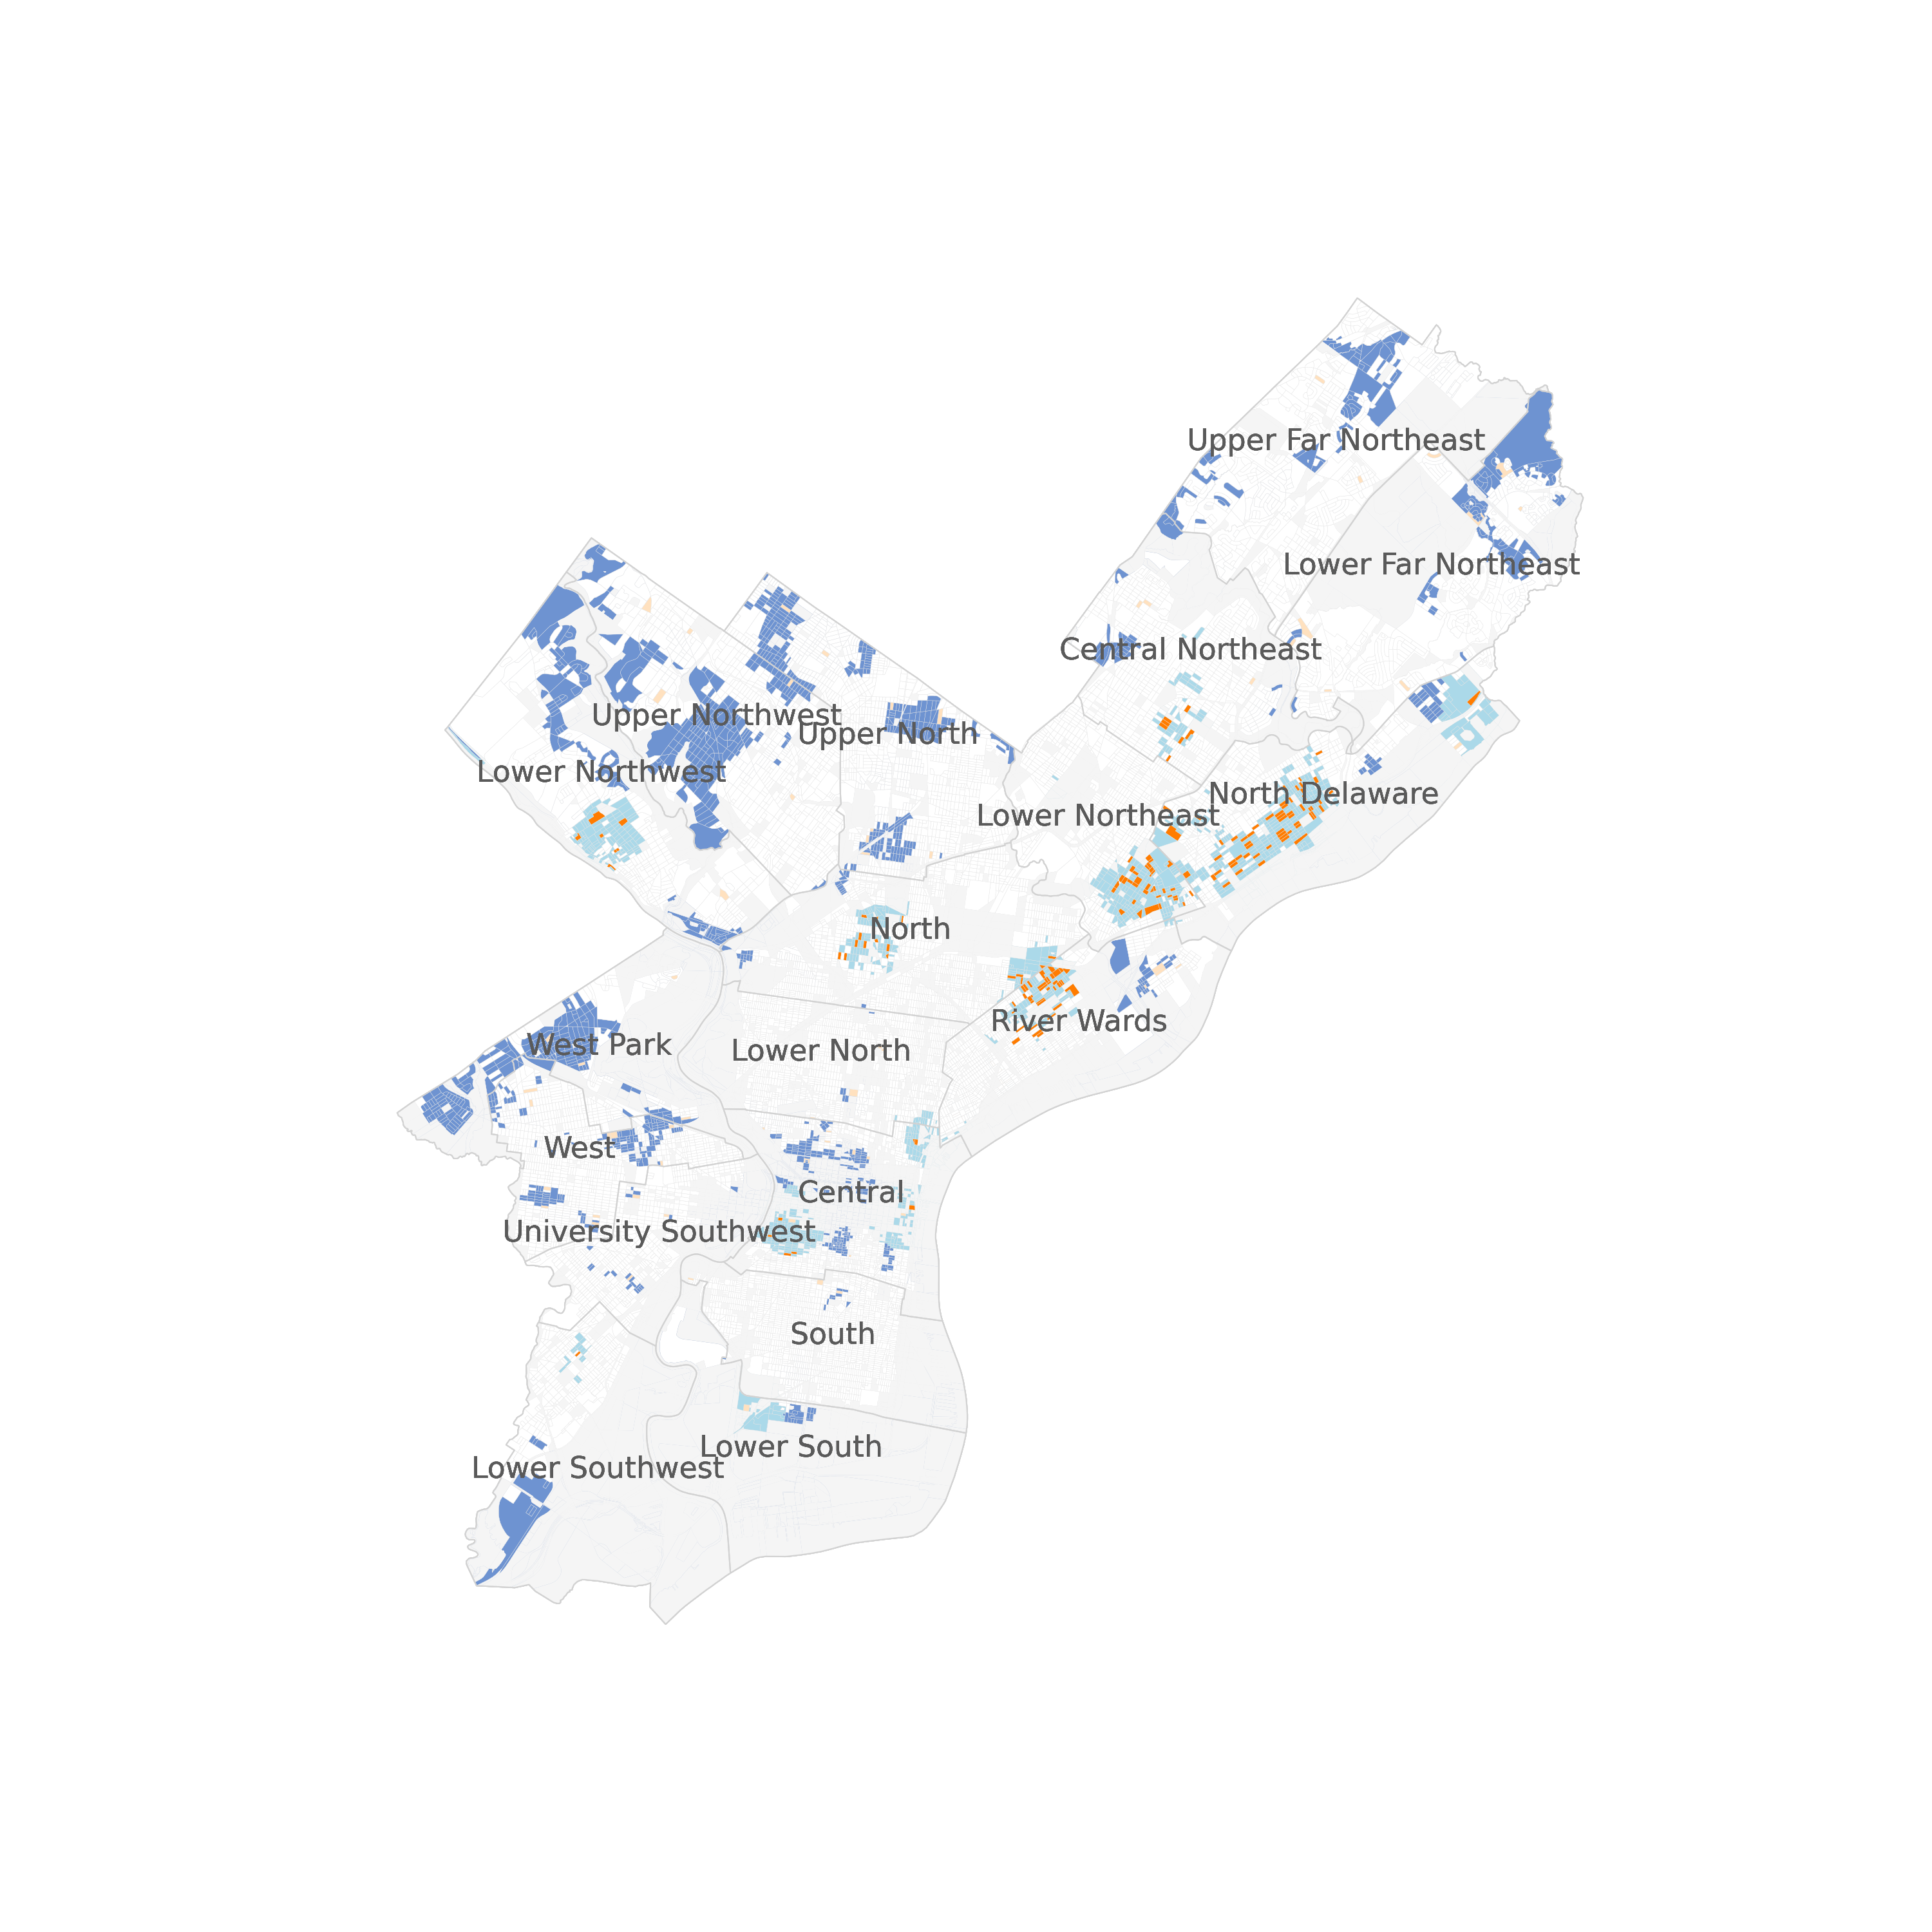 Upper Far Northeast
Lower Far Northeast
Central Northeast
Upper Northwest
Upper North
Lower Northwest
North Delaware
Lower Northeast
North
River Wards
West Park
Lower North
West
Central
University Southwest
South
Lower South
Lower Southwest